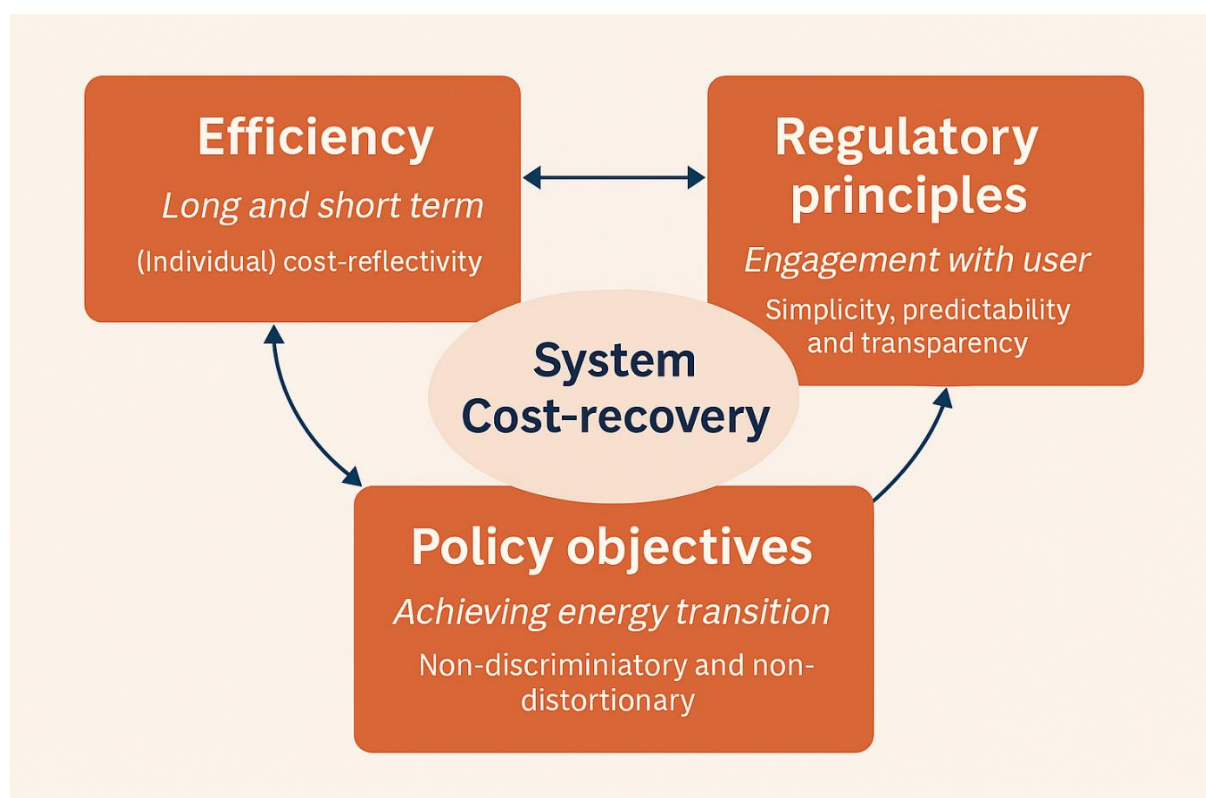 Efficiency
Long and short term
(Individual) cost-reflectivity
Regulatory
principles
Engagement with user
Simplicity, predictability
and transparency
System
Cost-recovery
Policy objectives
Achieving energy transition
Non-discriminiatory and non-
distortionary